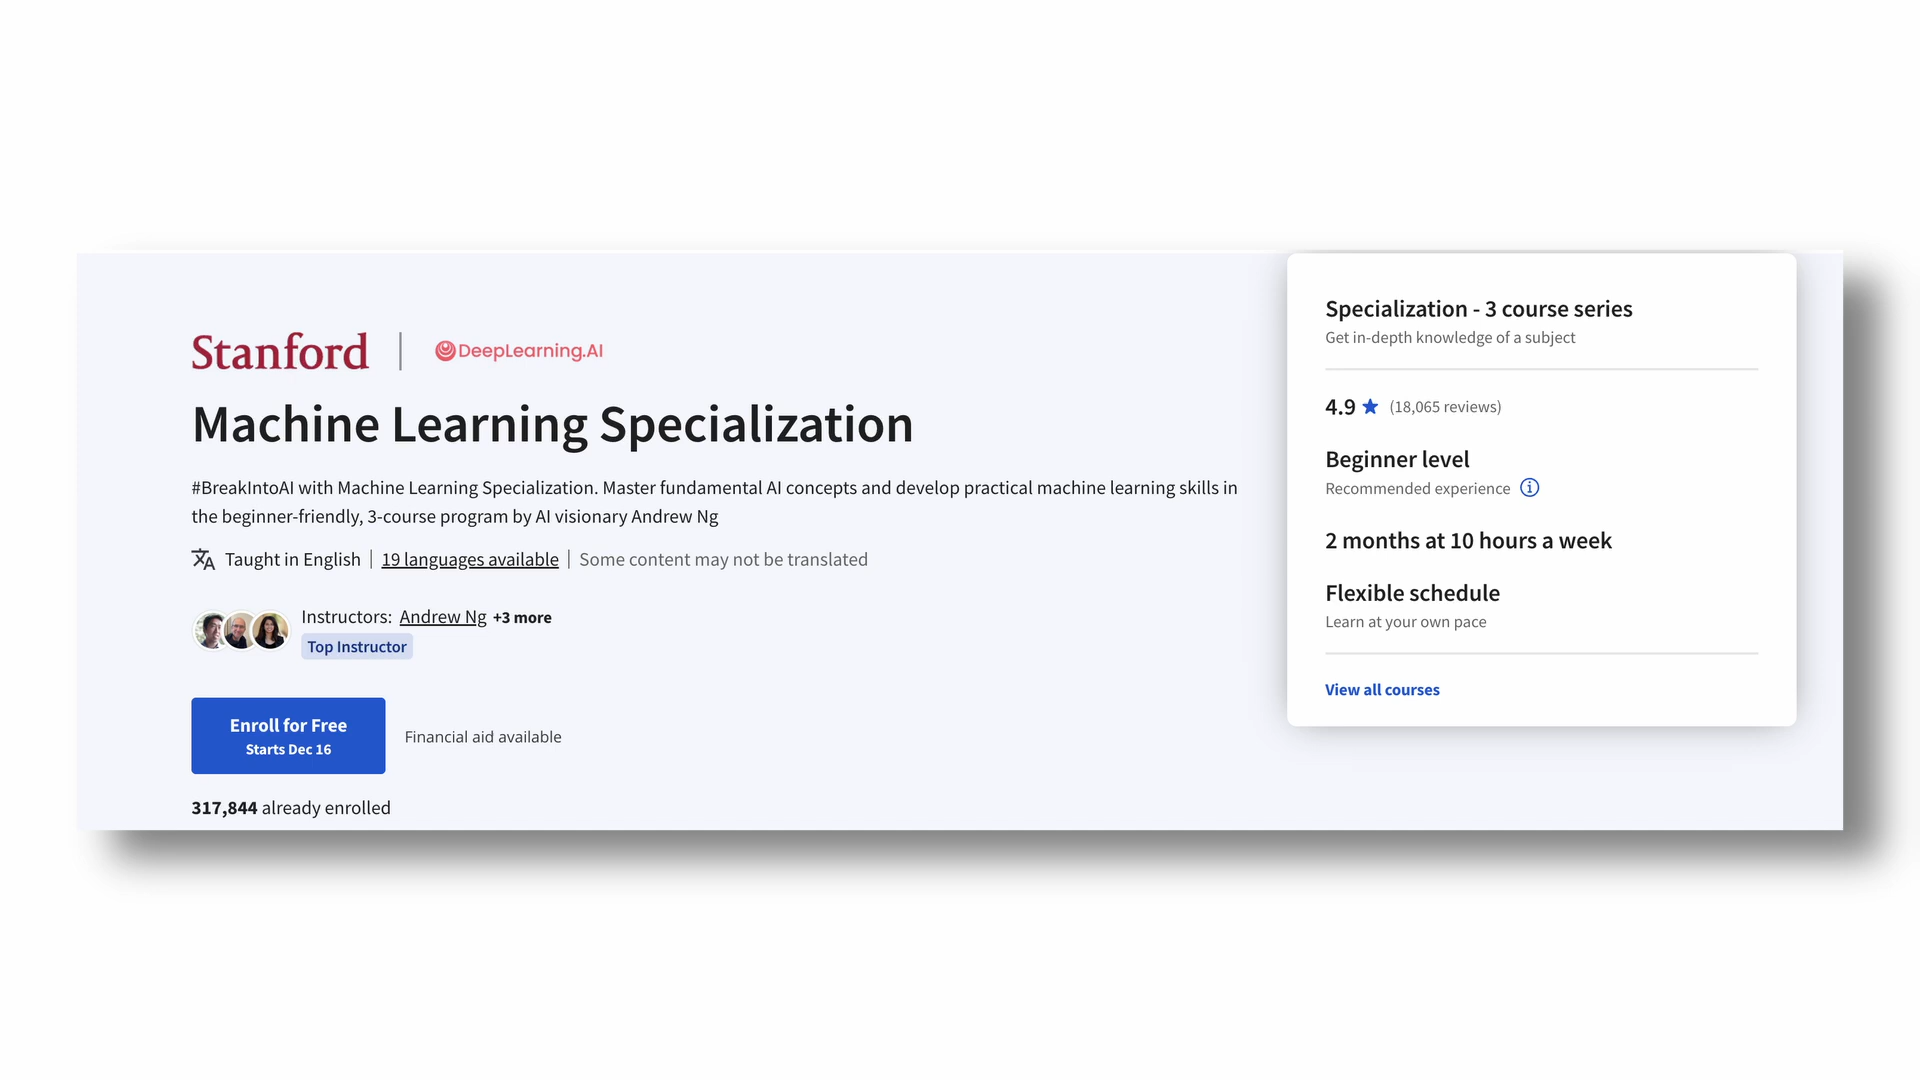 Stanford
DeepLearning.AI
Machine Learning Specialization
#BreakIntoAI with Machine Learning Specialization. Master fundamental AI concepts and develop practical machine learning skills in
the beginner-friendly, 3-course program by AI visionary Andrew Ng
Taught in English | 19 languages available | Some content may not be translated
Instructors: Andrew Ng +3 more
Top Instructor
Enroll for Free
Starts Dec 16
Financial aid available
317,844 already enrolled
Specialization - 3 course series
Get in-depth knowledge of a subject
4.9 ★ (18,065 reviews)
Beginner level
Recommended experience
2 months at 10 hours a week
Flexible schedule
Learn at your own pace
View all courses